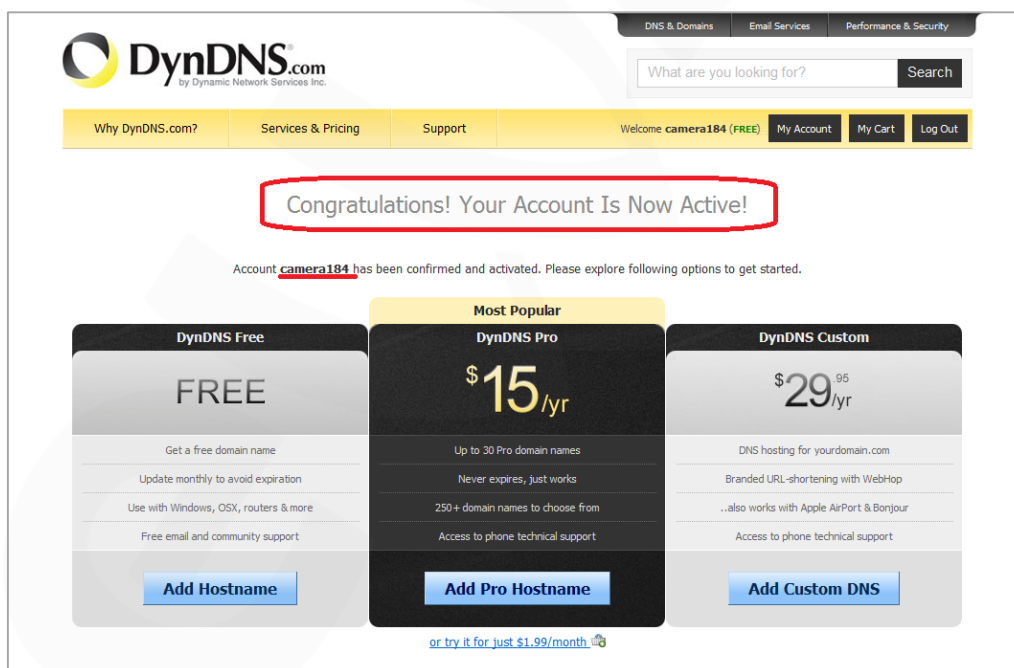 DNS & Domains Email Services Performance & Security
DynDNS.com
by Dynamic Network Services Inc.
What are you looking for? Search
Why DynDNS.com? Services & Pricing Support Welcome camera184 (FREE) My Account My Cart Log Out
Congratulations! Your Account Is Now Active!
Account camera184 has been confirmed and activated. Please explore following options to get started.
Most Popular
DynDNS Free
FREE
Get a free domain name
Update monthly to avoid expiration
Use with Windows, OSX, routers & more
Free email and community support
Add Hostname
DynDNS Pro
$15/yr
Up to 30 Pro domain names
Never expires, just works
250+ domain names to choose from
Access to phone technical support
Add Pro Hostname
or try it for just $1.99/month
DynDNS Custom
$29.95/yr
DNS hosting for yourdomain.com
Branded URL-shortening with WebHop
..also works with Apple AirPort & Bonjour
Access to phone technical support
Add Custom DNS